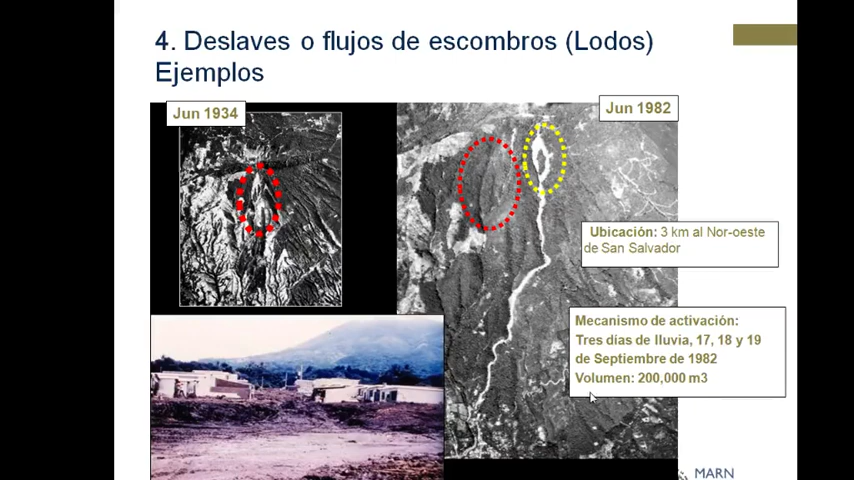 4. Deslaves o flujos de escombros (Lodos)
Ejemplos
Jun 1934
Jun 1982
Ubicación: 3 km al Nor-oeste
de San Salvador
Mecanismo de activación:
Tres días de lluvia, 17, 18 y 19
de Septiembre de 1982
Volumen: 200,000 m3
MARN